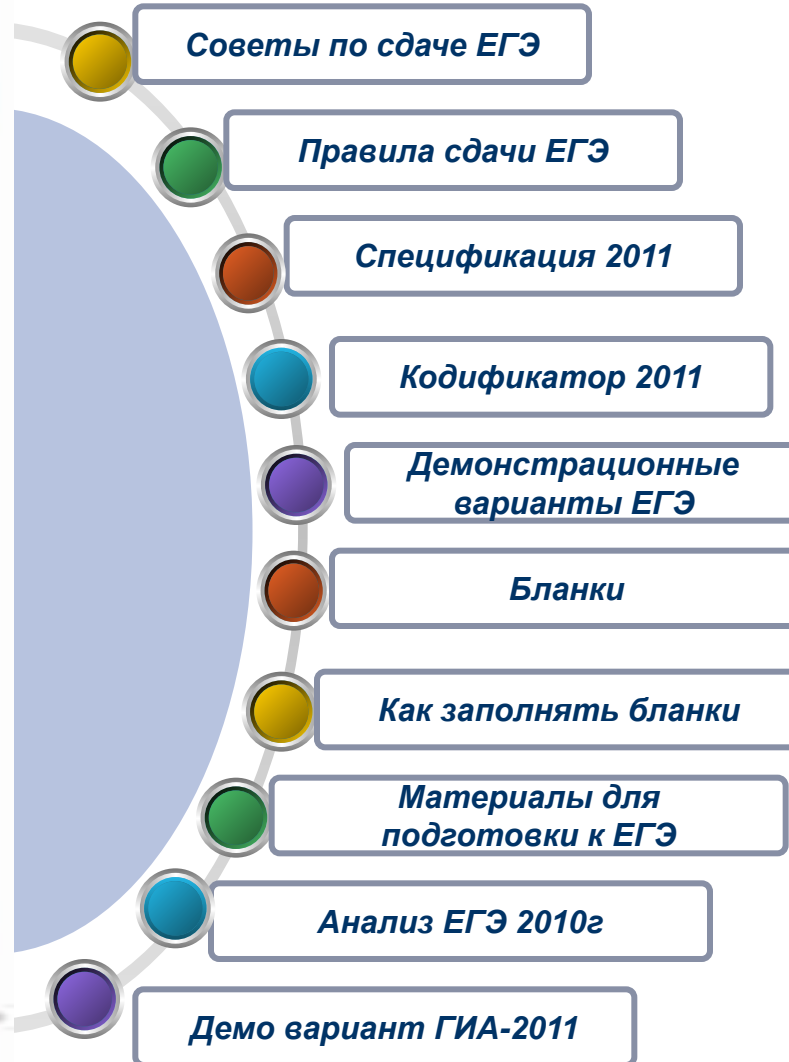 Советы по сдаче ЕГЭ
Правила сдачи ЕГЭ
Спецификация 2011
Кодификатор 2011
Демонстрационные
варианты ЕГЭ
Бланки
Как заполнять бланки
Материалы для
подготовки к ЕГЭ
Анализ ЕГЭ 2010г
Демо вариант ГИА-2011